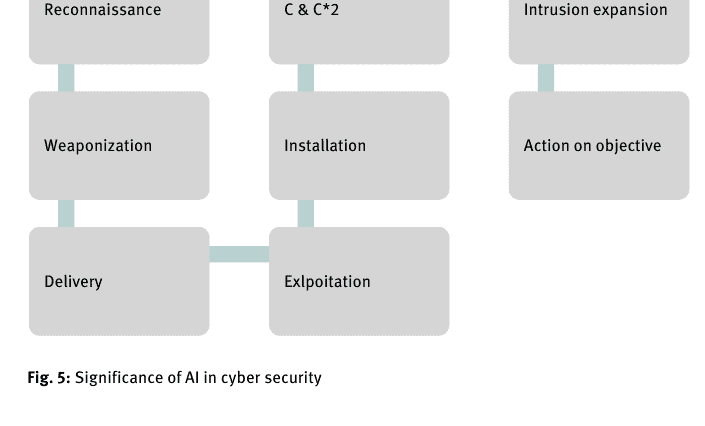 Reconnaissance
C & C*2
Intrusion expansion
Weaponization
Installation
Action on objective
Delivery
Exlpoitation
Fig. 5: Significance of AI in cyber security